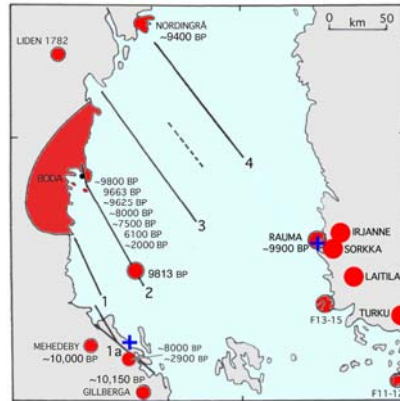 0 km 50
NORDINGRÅ
~9400 BP
LIDEN 1782
4
BODA
~9800 BP
9663 BP
~9625 BP
~8000 BP
~7500 BP
6100 BP
~2000 BP
3
IRJANNE
RAUMA
~9900 BP
SORKKA
9813 BP
LAITILA
2
1
F13-15
TURKU
1a
MEHEDEBY
~10,000 BP
~8000 BP
~2900 BP
~10,150 BP
GILLBERGA